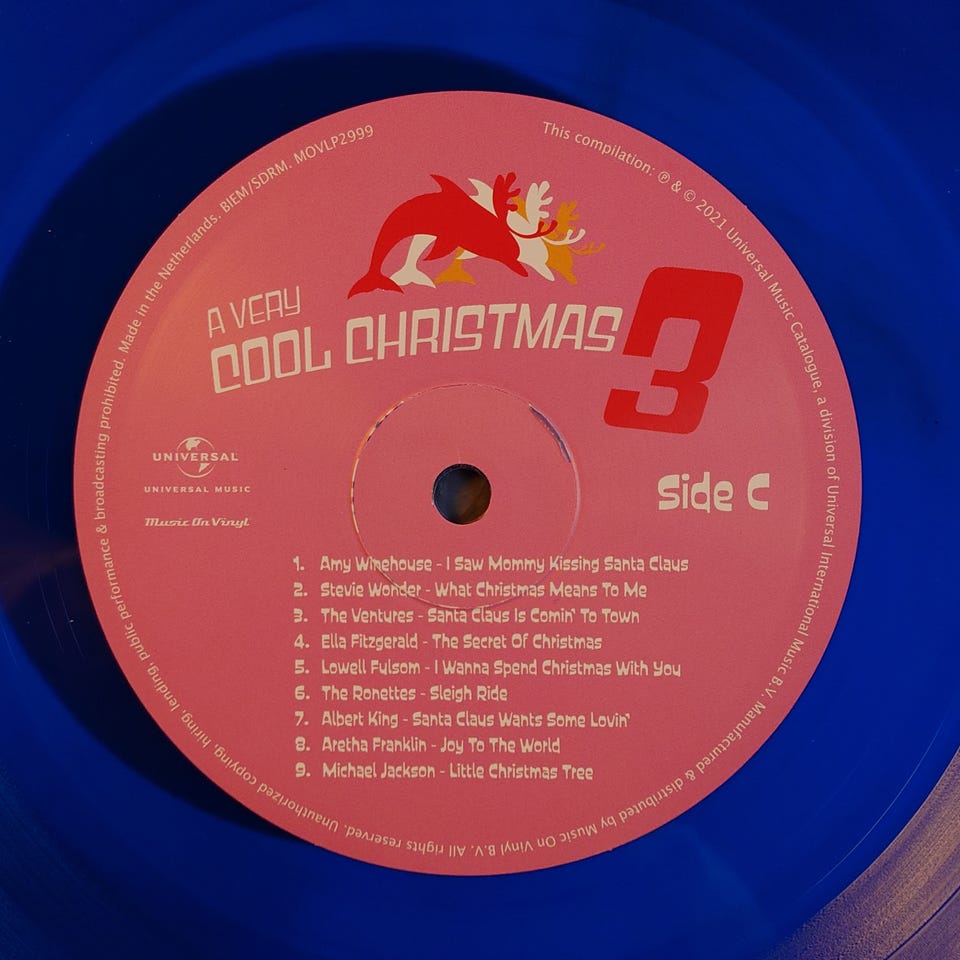 A VERY
COOL CHRISTMAS
3
UNIVERSAL
UNIVERSAL MUSIC
Music On Vinyl
Side C
1. Amy Winehouse - I Saw Mommy Kissing Santa Claus
2. Stevie Wonder - What Christmas Means To Me
3. The Ventures - Santa Claus Is Comin' To Town
4. Ella Fitzgerald - The Secret Of Christmas
5. Lowell Fulsom - I Wanna Spend Christmas With You
6. The Ronettes - Sleigh Ride
7. Albert King - Santa Claus Wants Some Lovin'
8. Aretha Franklin - Joy To The World
9. Michael Jackson - Little Christmas Tree
This compilation: ℗ & © 2021 Universal Music Catalogue, a division of Universal International Music B.V. Manufactured & distributed by Music On Vinyl B.V. All rights reserved. Unauthorized copying, hiring, lending, public performance & broadcasting prohibited. Made in the Netherlands. BIEM/SDRM. MOVLP2999